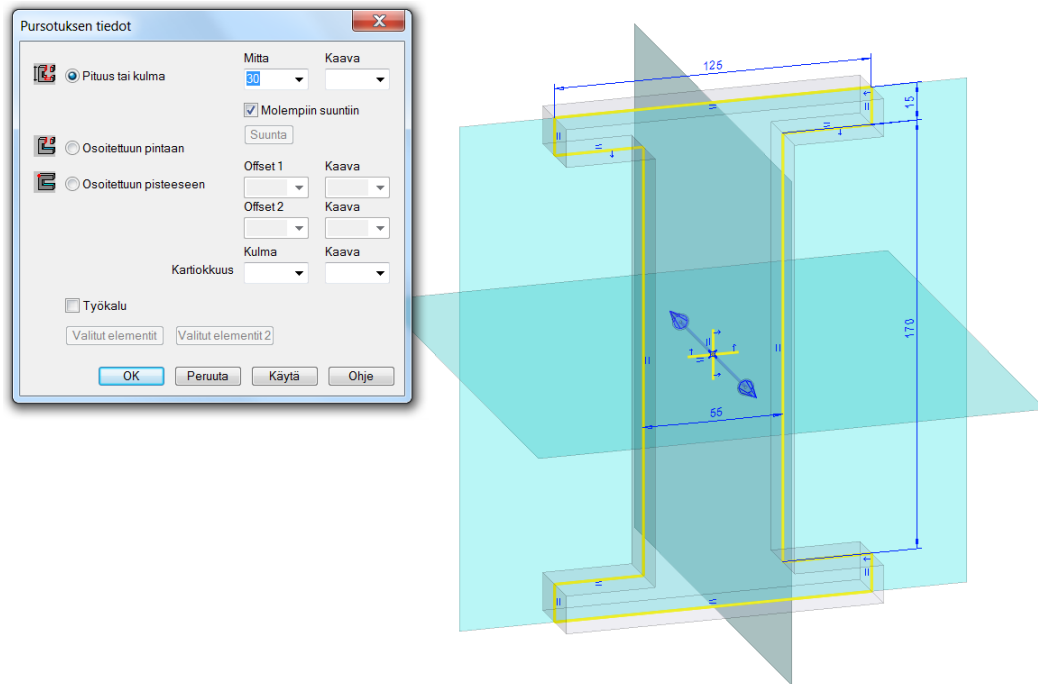 Pursotuksen tiedot
Mitta Kaava
Pituus tai kulma 30
Molempiin suuntiin
Suunta
Osoitettuun pintaan
Offset 1 Kaava
Osoitettuun pisteeseen
Offset 2 Kaava
Kulma Kaava
Kartiokkuus
Työkalu
Valitut elementit Valitut elementit 2
OK Peruuta Käytä Ohje
125
15
170
55